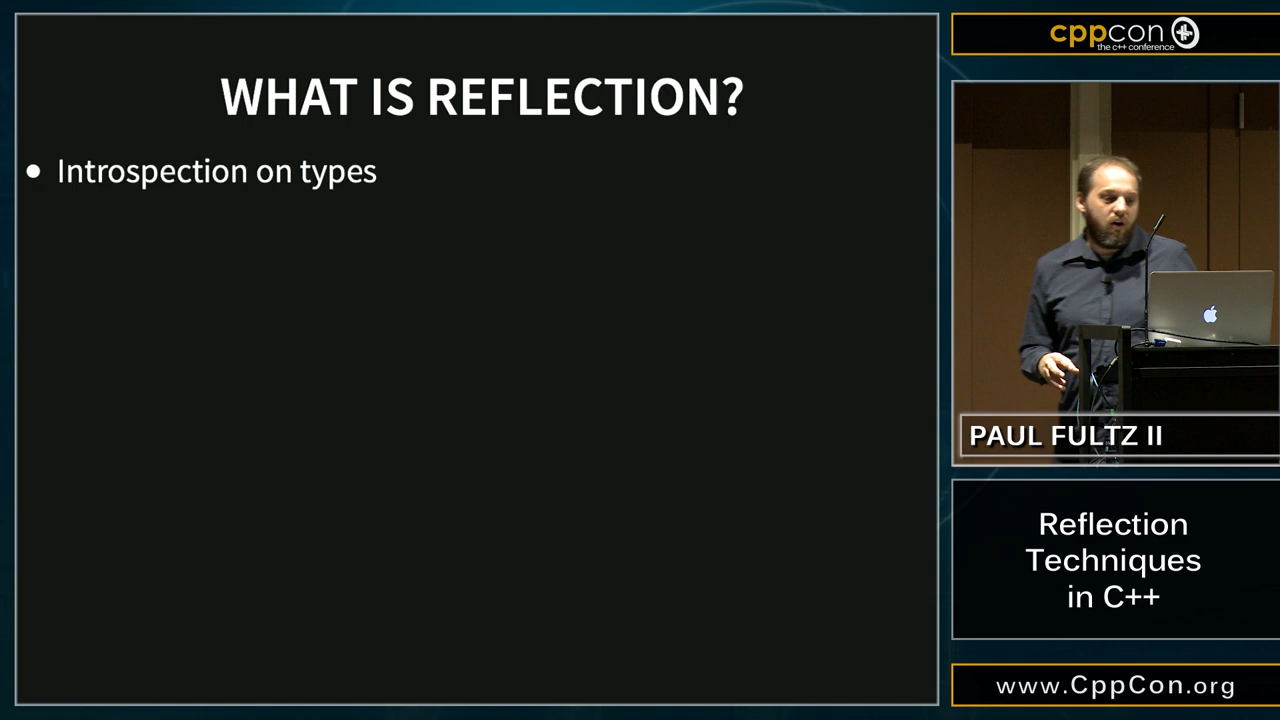 WHAT IS REFLECTION?
• Introspection on types
cppcon
the c++ conference
PAUL FULTZ II
Reflection
Techniques
in C++
www.CppCon.org